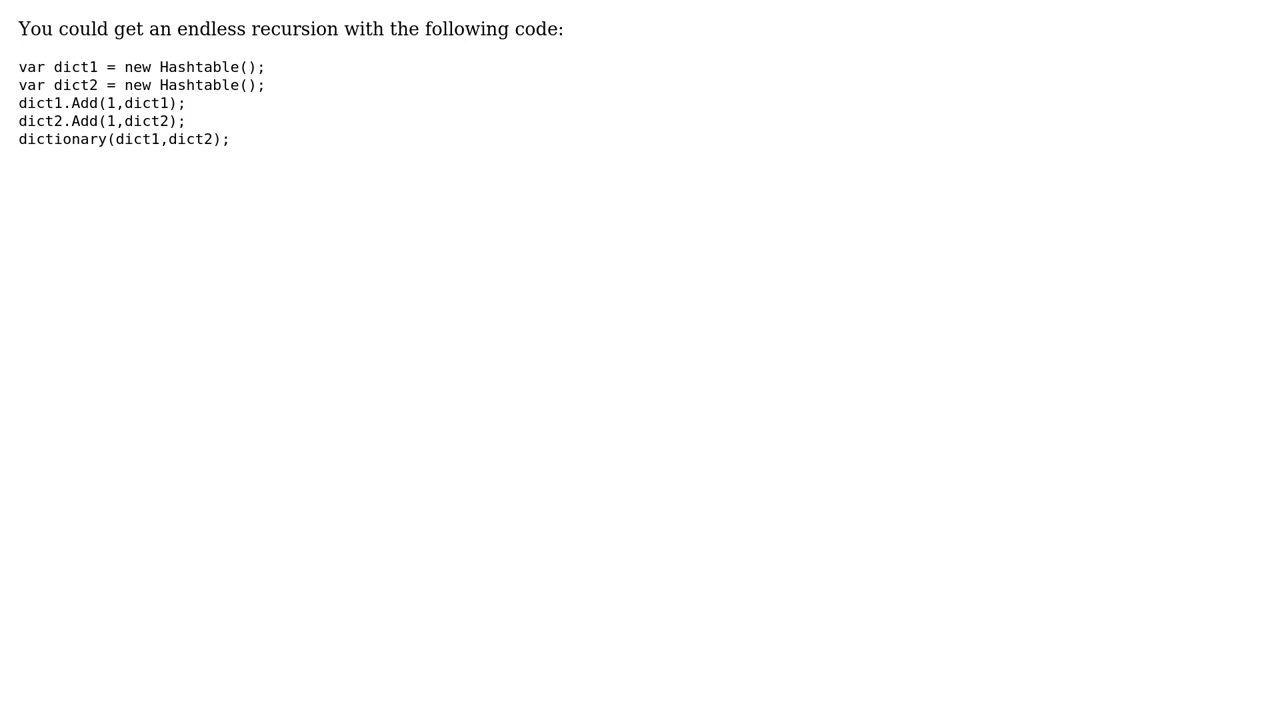 You could get an endless recursion with the following code:
var dict1 = new Hashtable();
var dict2 = new Hashtable();
dict1.Add(1,dict1);
dict2.Add(1,dict2);
dictionary(dict1,dict2);